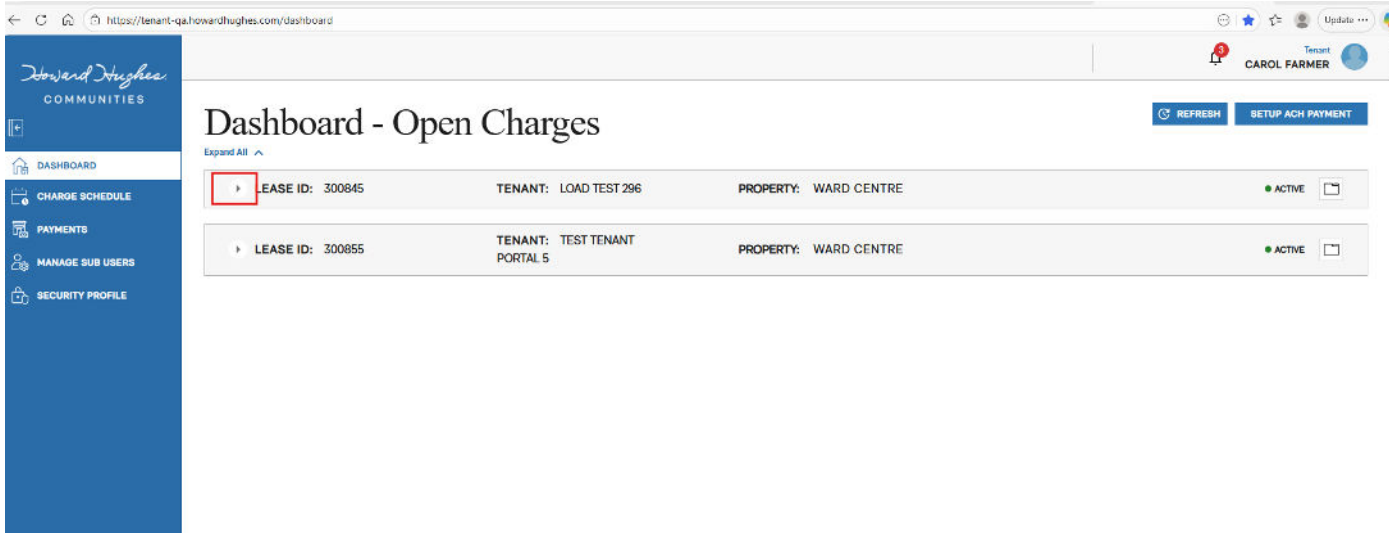 https://tenant-qa.howardhughes.com/dashboard
Update
Howard Hughes
COMMUNITIES
3
Tenant
CAROL FARMER
Dashboard - Open Charges
REFRESH
SETUP ACH PAYMENT
Expand All
DASHBOARD
CHARGE SCHEDULE
PAYMENTS
MANAGE SUB USERS
SECURITY PROFILE
LEASE ID: 300845 TENANT: LOAD TEST 296 PROPERTY: WARD CENTRE ACTIVE
LEASE ID: 300855 TENANT: TEST TENANT PORTAL 5 PROPERTY: WARD CENTRE ACTIVE